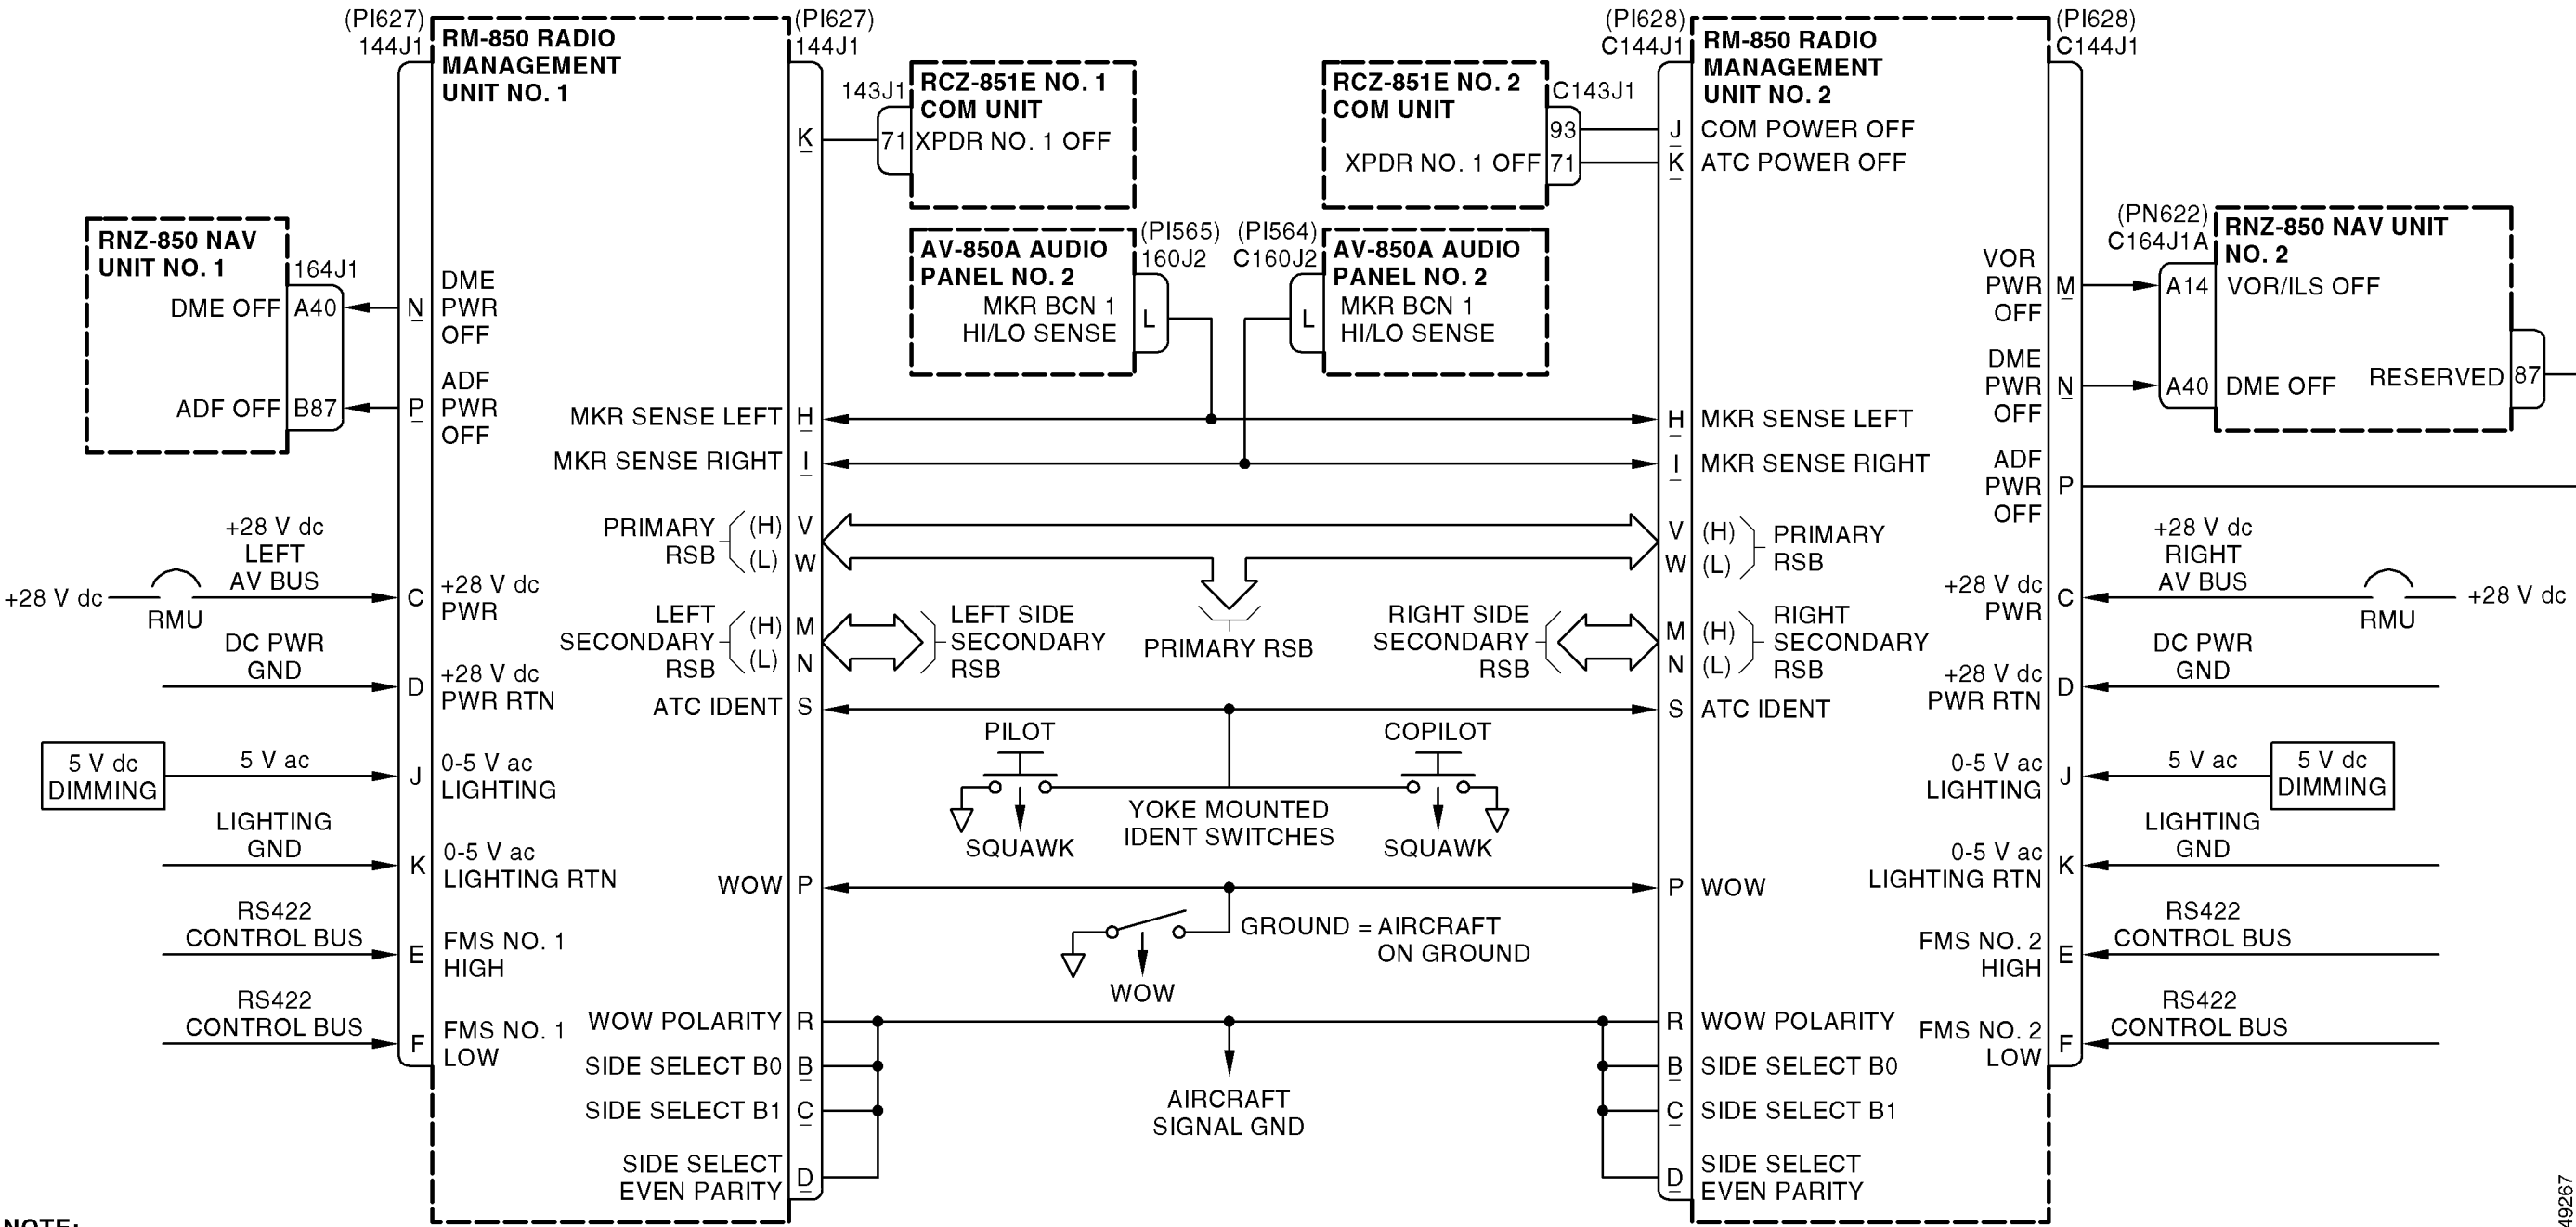 (PI627)
144J1
RM-850 RADIO
MANAGEMENT
UNIT NO. 1
(PI627)
144J1
RNZ-850 NAV
UNIT NO. 1
164J1
DME OFF
A40
N
DME
PWR
OFF
ADF OFF
B87
P
ADF
PWR
OFF
+28 V dc
RMU
+28 V dc
LEFT
AV BUS
C
+28 V dc
PWR
DC PWR
GND
D
+28 V dc
PWR RTN
5 V dc
DIMMING
5 V ac
J
0-5 V ac
LIGHTING
LIGHTING
GND
K
0-5 V ac
LIGHTING RTN
RS422
CONTROL BUS
E
FMS NO. 1
HIGH
RS422
CONTROL BUS
F
FMS NO. 1
LOW
K
143J1
71
RCZ-851E NO. 1
COM UNIT
XPDR NO. 1 OFF
AV-850A AUDIO
PANEL NO. 2
MKR BCN 1
HI/LO SENSE
(PI565)
160J2
L
MKR SENSE LEFT
H
MKR SENSE RIGHT
I
PRIMARY
RSB
(H)
(L)
V
W
LEFT
SECONDARY
RSB
(H)
(L)
M
N
LEFT SIDE
SECONDARY
RSB
PRIMARY RSB
ATC IDENT
S
PILOT
SQUAWK
YOKE MOUNTED
IDENT SWITCHES
COPILOT
SQUAWK
WOW
P
GROUND = AIRCRAFT
ON GROUND
WOW
WOW POLARITY
R
SIDE SELECT B0
B
SIDE SELECT B1
C
SIDE SELECT
EVEN PARITY
D
AIRCRAFT
SIGNAL GND
RCZ-851E NO. 2
COM UNIT
XPDR NO. 1 OFF
C143J1
93
71
(PI564)
C160J2
L
AV-850A AUDIO
PANEL NO. 2
MKR BCN 1
HI/LO SENSE
RIGHT SIDE
SECONDARY
RSB
(PI628)
C144J1
RM-850 RADIO
MANAGEMENT
UNIT NO. 2
(PI628)
C144J1
J
COM POWER OFF
K
ATC POWER OFF
H
MKR SENSE LEFT
I
MKR SENSE RIGHT
V
W
(H)
(L)
PRIMARY
RSB
M
N
(H)
(L)
RIGHT
SECONDARY
RSB
S
ATC IDENT
P
WOW
R
WOW POLARITY
B
SIDE SELECT B0
C
SIDE SELECT B1
D
SIDE SELECT
EVEN PARITY
VOR
PWR
OFF
M
DME
PWR
OFF
N
ADF
PWR
OFF
P
(PN622)
C164J1A
A14
A40
RNZ-850 NAV UNIT
NO. 2
VOR/ILS OFF
DME OFF
RESERVED
87
+28 V dc
PWR
C
+28 V dc
RIGHT
AV BUS
RMU
+28 V dc
+28 V dc
PWR RTN
D
DC PWR
GND
0-5 V ac
LIGHTING
J
5 V ac
5 V dc
DIMMING
0-5 V ac
LIGHTING RTN
K
LIGHTING
GND
FMS NO. 2
HIGH
E
RS422
CONTROL BUS
FMS NO. 2
LOW
F
RS422
CONTROL BUS
49267
NOTE: